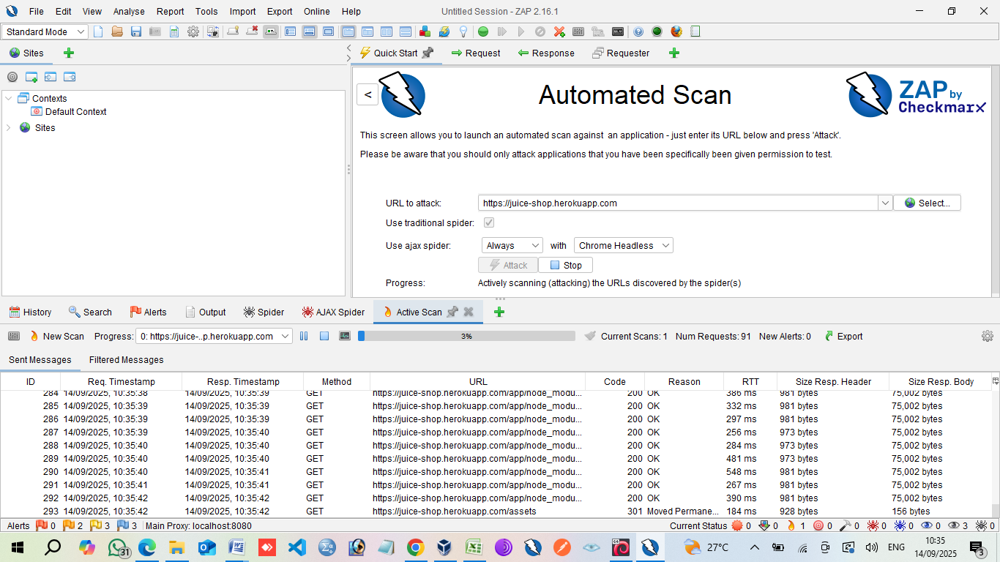 File Edit View Analyse Report Tools Import Export Online Help Untitled Session - ZAP 2.16.1
Standard Mode
Sites
Contexts
Default Context
Sites
Quick Start Request Response Requester
<
Automated Scan
ZAP by
Checkmarx
This screen allows you to launch an automated scan against an application - just enter its URL below and press 'Attack'.
Please be aware that you should only attack applications that you have been specifically been given permission to test.
URL to attack: https://juice-shop.herokuapp.com Select...
Use traditional spider:
Use ajax spider: Always with Chrome Headless
Attack Stop
Progress: Actively scanning (attacking) the URLs discovered by the spider(s)
History Search Alerts Output Spider AJAX Spider Active Scan
New Scan Progress: 0: https://juice-..p.herokuapp.com 3% Current Scans: 1 Num Requests: 91 New Alerts: 0 Export
Sent Messages Filtered Messages
ID Req. Timestamp Resp. Timestamp Method URL Code Reason RTT Size Resp. Header Size Resp. Body
284 14/09/2025, 10:35:38 14/09/2025, 10:35:39 GET https://juice-shop.herokuapp.com/app/node_modu... 200 OK 386 ms 981 bytes 75,002 bytes
285 14/09/2025, 10:35:39 14/09/2025, 10:35:39 GET https://juice-shop.herokuapp.com/app/node_modu... 200 OK 332 ms 981 bytes 75,002 bytes
286 14/09/2025, 10:35:39 14/09/2025, 10:35:39 GET https://juice-shop.herokuapp.com/app/node_modu... 200 OK 297 ms 981 bytes 75,002 bytes
287 14/09/2025, 10:35:39 14/09/2025, 10:35:40 GET https://juice-shop.herokuapp.com/app/node_modu... 200 OK 256 ms 973 bytes 75,002 bytes
288 14/09/2025, 10:35:40 14/09/2025, 10:35:40 GET https://juice-shop.herokuapp.com/app/node_modu... 200 OK 284 ms 973 bytes 75,002 bytes
289 14/09/2025, 10:35:40 14/09/2025, 10:35:40 GET https://juice-shop.herokuapp.com/app/node_modu... 200 OK 481 ms 973 bytes 75,002 bytes
290 14/09/2025, 10:35:40 14/09/2025, 10:35:41 GET https://juice-shop.herokuapp.com/app/node_modu... 200 OK 548 ms 981 bytes 75,002 bytes
291 14/09/2025, 10:35:41 14/09/2025, 10:35:41 GET https://juice-shop.herokuapp.com/app/node_modu... 200 OK 267 ms 981 bytes 75,002 bytes
292 14/09/2025, 10:35:42 14/09/2025, 10:35:42 GET https://juice-shop.herokuapp.com/app/node_modu... 200 OK 390 ms 981 bytes 75,002 bytes
293 14/09/2025, 10:35:42 14/09/2025, 10:35:42 GET https://juice-shop.herokuapp.com/assets 301 Moved Permane... 184 ms 928 bytes 156 bytes
Alerts 0 2 3 3 Main Proxy: localhost:8080 Current Status 0 0 1 0 0 0 0 0 3 0
31 27°C ENG 10:35
14/09/2025 3